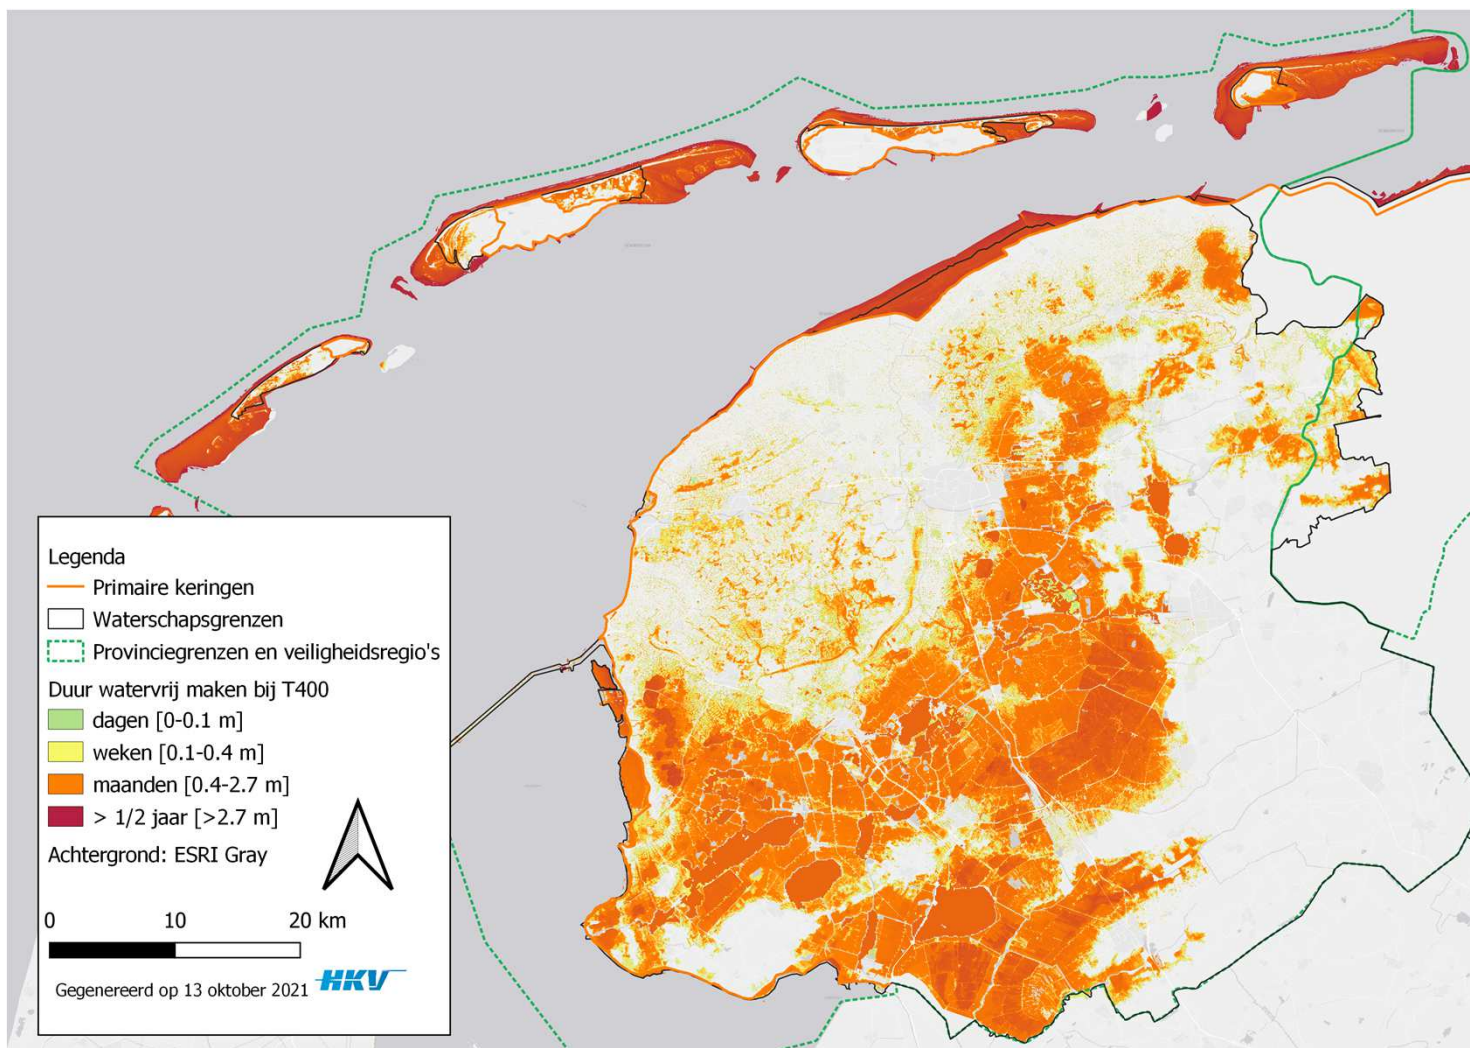 Legenda
Primaire keringen
Waterschapsgrenzen
Provinciegrenzen en veiligheidsregio's
Duur watervrij maken bij T400
dagen [0-0.1 m]
weken [0.1-0.4 m]
maanden [0.4-2.7 m]
> 1/2 jaar [>2.7 m]
Achtergrond: ESRI Gray
0 10 20 km
Gegenereerd op 13 oktober 2021 HKV